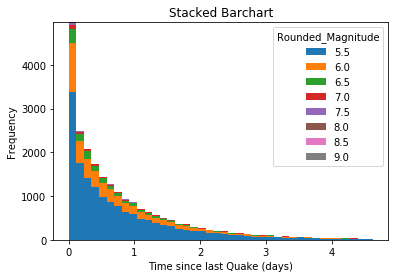 Stacked Barchart
Rounded_Magnitude
5.5
6.0
6.5
7.0
7.5
8.0
8.5
9.0
4000
3000
2000
1000
0
Frequency
0 1 2 3 4
Time since last Quake (days)